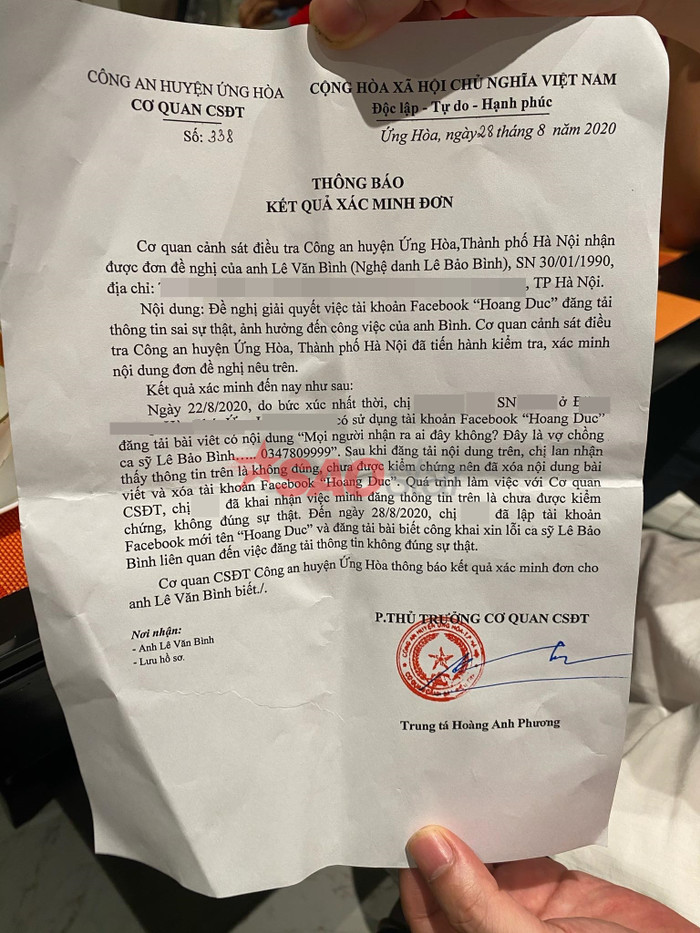 CÔNG AN HUYỆN ỨNG HÒA
CƠ QUAN CSĐT
Số: 338
CỘNG HÒA XÃ HỘI CHỦ NGHĨA VIỆT NAM
Độc lập - Tự do - Hạnh phúc
Ứng Hòa, ngày 28 tháng 8 năm 2020
THÔNG BÁO
KẾT QUẢ XÁC MINH ĐƠN
Cơ quan cảnh sát điều tra Công an huyện Ứng Hòa,Thành phố Hà Nội nhận
được đơn đề nghị của anh Lê Văn Bình (Nghệ danh Lê Bảo Bình), SN 30/01/1990,
địa chỉ: , TP Hà Nội.
Nội dung: Đề nghị giải quyết việc tài khoản Facebook “Hoang Duc” đăng tải
thông tin sai sự thật, ảnh hưởng đến công việc của anh Bình. Cơ quan cảnh sát điều
tra Công an huyện Ứng Hòa, Thành phố Hà Nội đã tiến hành kiểm tra, xác minh
nội dung đơn đề nghị nêu trên.
Kết quả xác minh đến nay như sau:
Ngày 22/8/2020, do bức xúc nhất thời, chị SN ở
có sử dụng tài khoản Facebook “Hoang Duc”
đăng tải bài viêt có nội dung “Mọi người nhận ra ai đây không? Đây là vợ chồng
ca sỹ Lê Bảo Bình..... 0347809999”. Sau khi đăng tải nội dung trên, chị lan nhận
thấy thông tin trên là không đúng, chưa được kiểm chứng nên đã xóa nội dung bài
viết và xóa tài khoản Facebook “Hoang Duc”. Quá trình làm việc với Cơ quan
CSĐT, chị đã khai nhận việc mình đăng thông tin trên là chưa được kiểm
chứng, không đúng sự thật. Đến ngày 28/8/2020, chị đã lập tài khoản
Facebook mới tên “Hoang Duc” và đăng tải bài biết công khai xin lỗi ca sỹ Lê Bảo
Bình liên quan đến việc đăng tải thông tin không đúng sự thật.
Cơ quan CSĐT Công an huyện Ứng Hòa thông báo kết quả xác minh đơn cho
anh Lê Văn Bình biết./.
Nơi nhận:
- Anh Lê Văn Bình
- Lưu hồ sơ.
P.THỦ TRƯỞNG CƠ QUAN CSĐT
Trung tá Hoàng Anh Phương
SAO